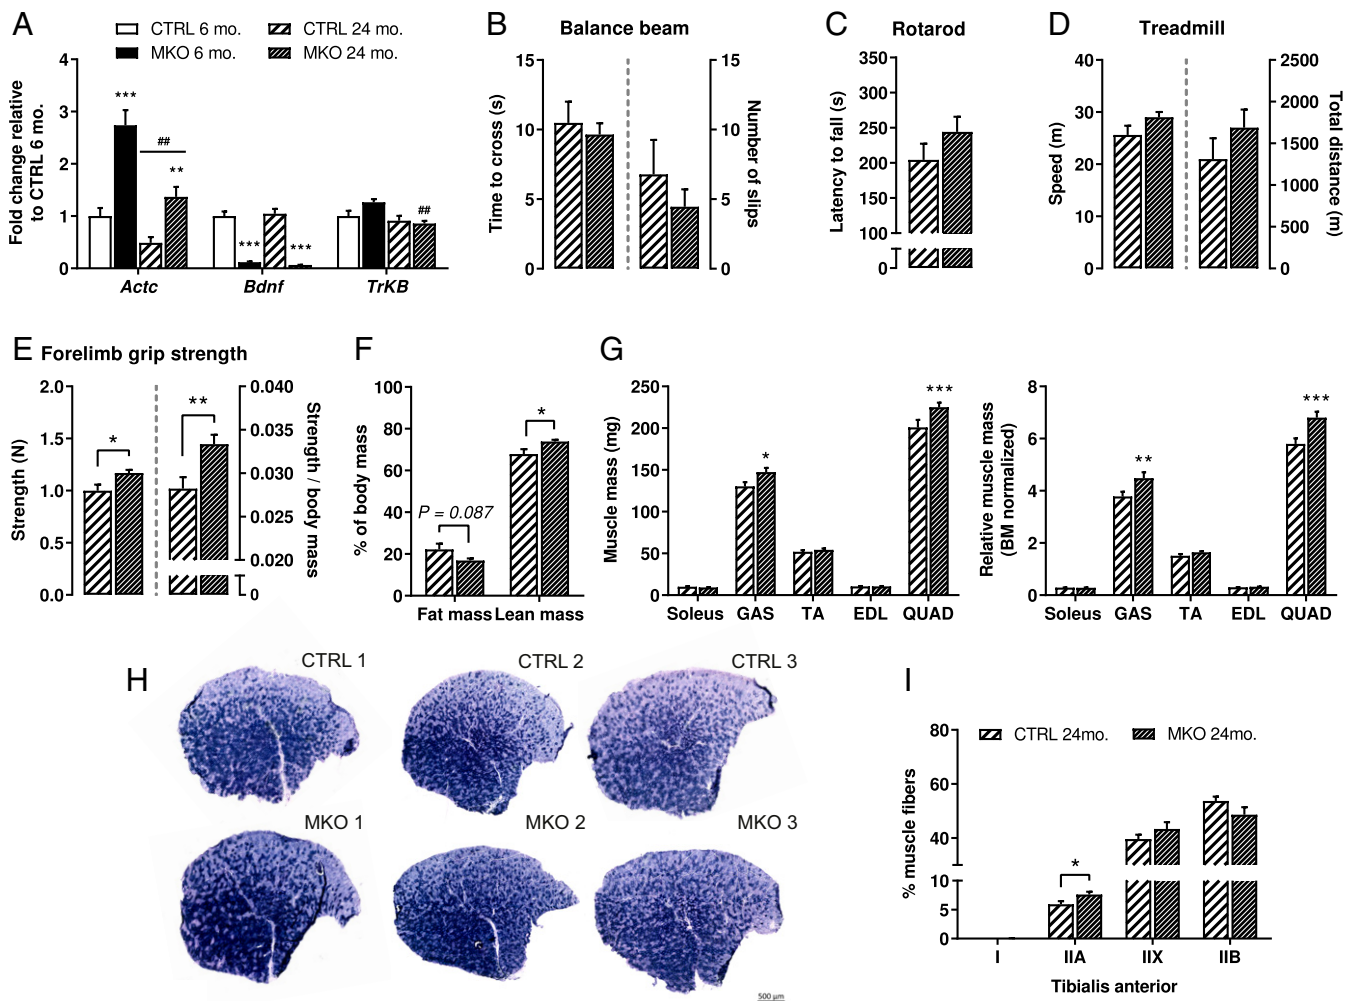 A
CTRL 6 mo.
CTRL 24 mo.
MKO 6 mo.
MKO 24 mo.
Fold change relative
to CTRL 6 mo.
4
3
2
1
0
***
##
**
***
***
##
Actc
Bdnf
TrKB
B
Balance beam
Time to cross (s)
15
10
5
0
15
10
5
0
Number of slips
C
Rotarod
Latency to fall (s)
350
300
250
200
150
100
0
D
Treadmill
Speed (m)
40
30
20
10
0
2500
2000
1500
1000
500
0
Total distance (m)
E
Forelimb grip strength
Strength (N)
2.0
1.5
1.0
0.5
0.0
*
**
0.040
0.035
0.030
0.025
0.020
0
Strength / body mass
F
% of body mass
100
80
60
40
20
0
P = 0.087
*
Fat mass
Lean mass
G
Muscle mass (mg)
250
200
150
100
50
0
*
***
Soleus
GAS
TA
EDL
QUAD
Relative muscle mass
(BM normalized)
8
6
4
2
0
**
***
Soleus
GAS
TA
EDL
QUAD
H
CTRL 1
CTRL 2
CTRL 3
MKO 1
MKO 2
MKO 3
500 µm
I
CTRL 24mo.
MKO 24mo.
% muscle fibers
80
60
40
10
5
0
*
I
IIA
IIX
IIB
Tibialis anterior